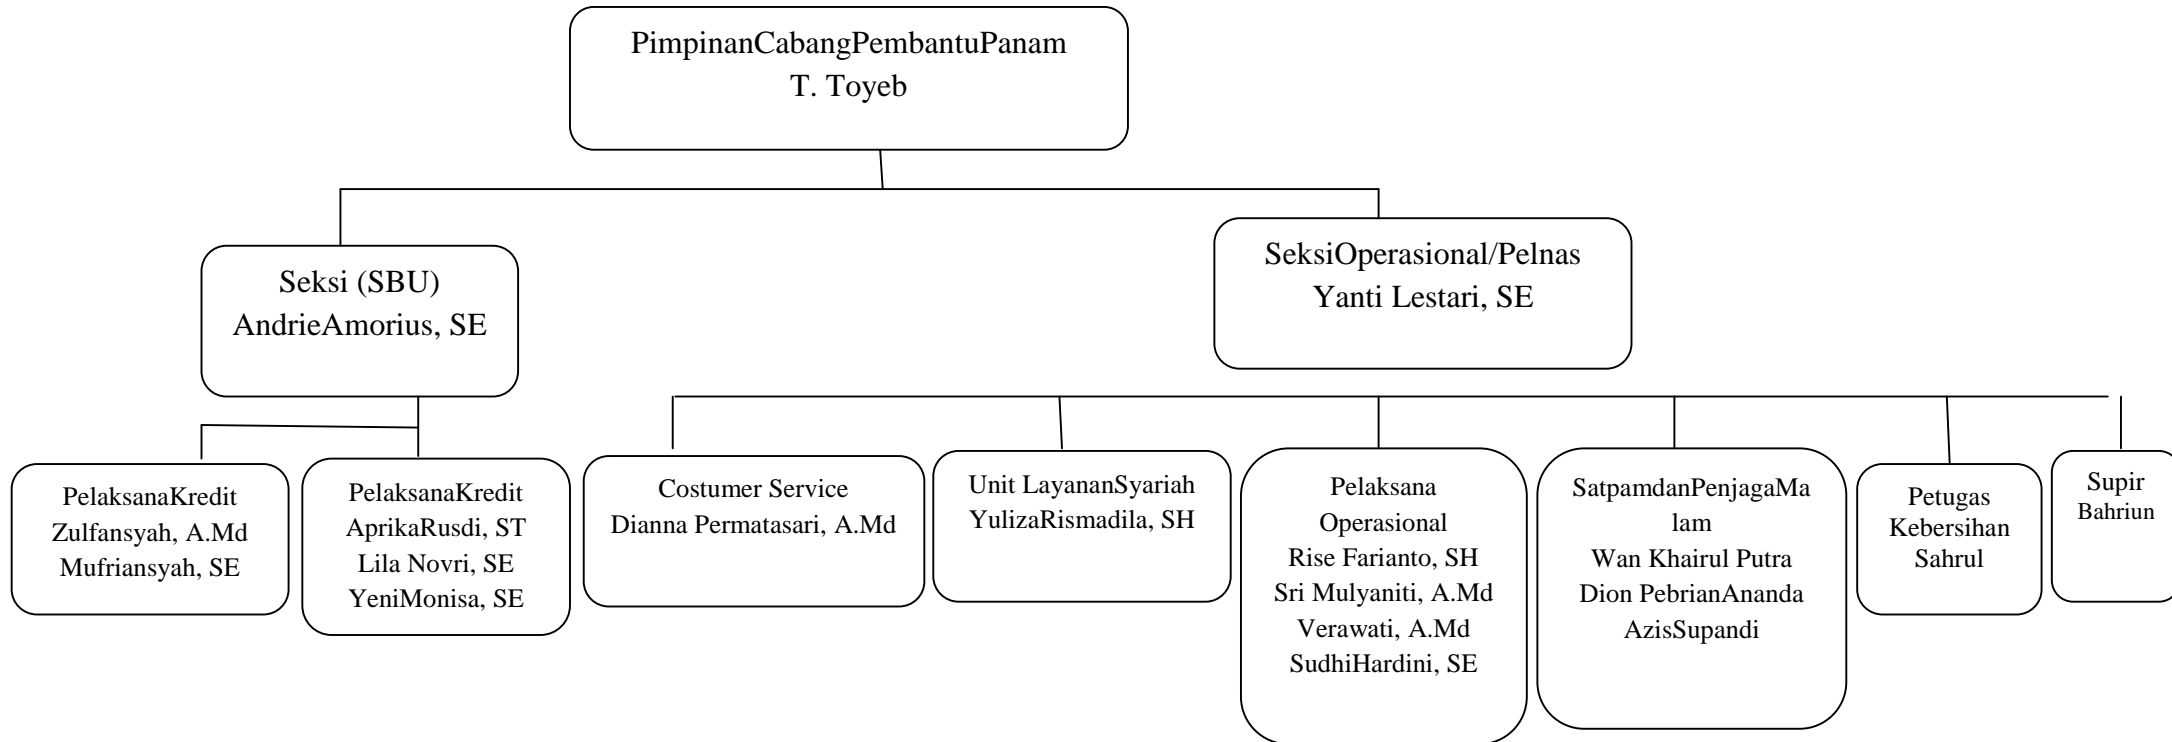 PimpinanCabangPembantuPanam
T. Toyeb
Seksi (SBU)
AndrieAmorius, SE
SeksiOperasional/Pelnas
Yanti Lestari, SE
PelaksanaKredit
Zulfansyah, A.Md
Mufriansyah, SE
PelaksanaKredit
AprikaRusdi, ST
Lila Novri, SE
YeniMonisa, SE
Costumer Service
Dianna Permatasari, A.Md
Unit LayananSyariah
YulizaRismadila, SH
Pelaksana
Operasional
Rise Farianto, SH
Sri Mulyaniti, A.Md
Verawati, A.Md
SudhiHardini, SE
SatpamdanPenjagaMa
lam
Wan Khairul Putra
Dion PebrianAnanda
AzisSupandi
Petugas
Kebersihan
Sahrul
Supir
Bahriun